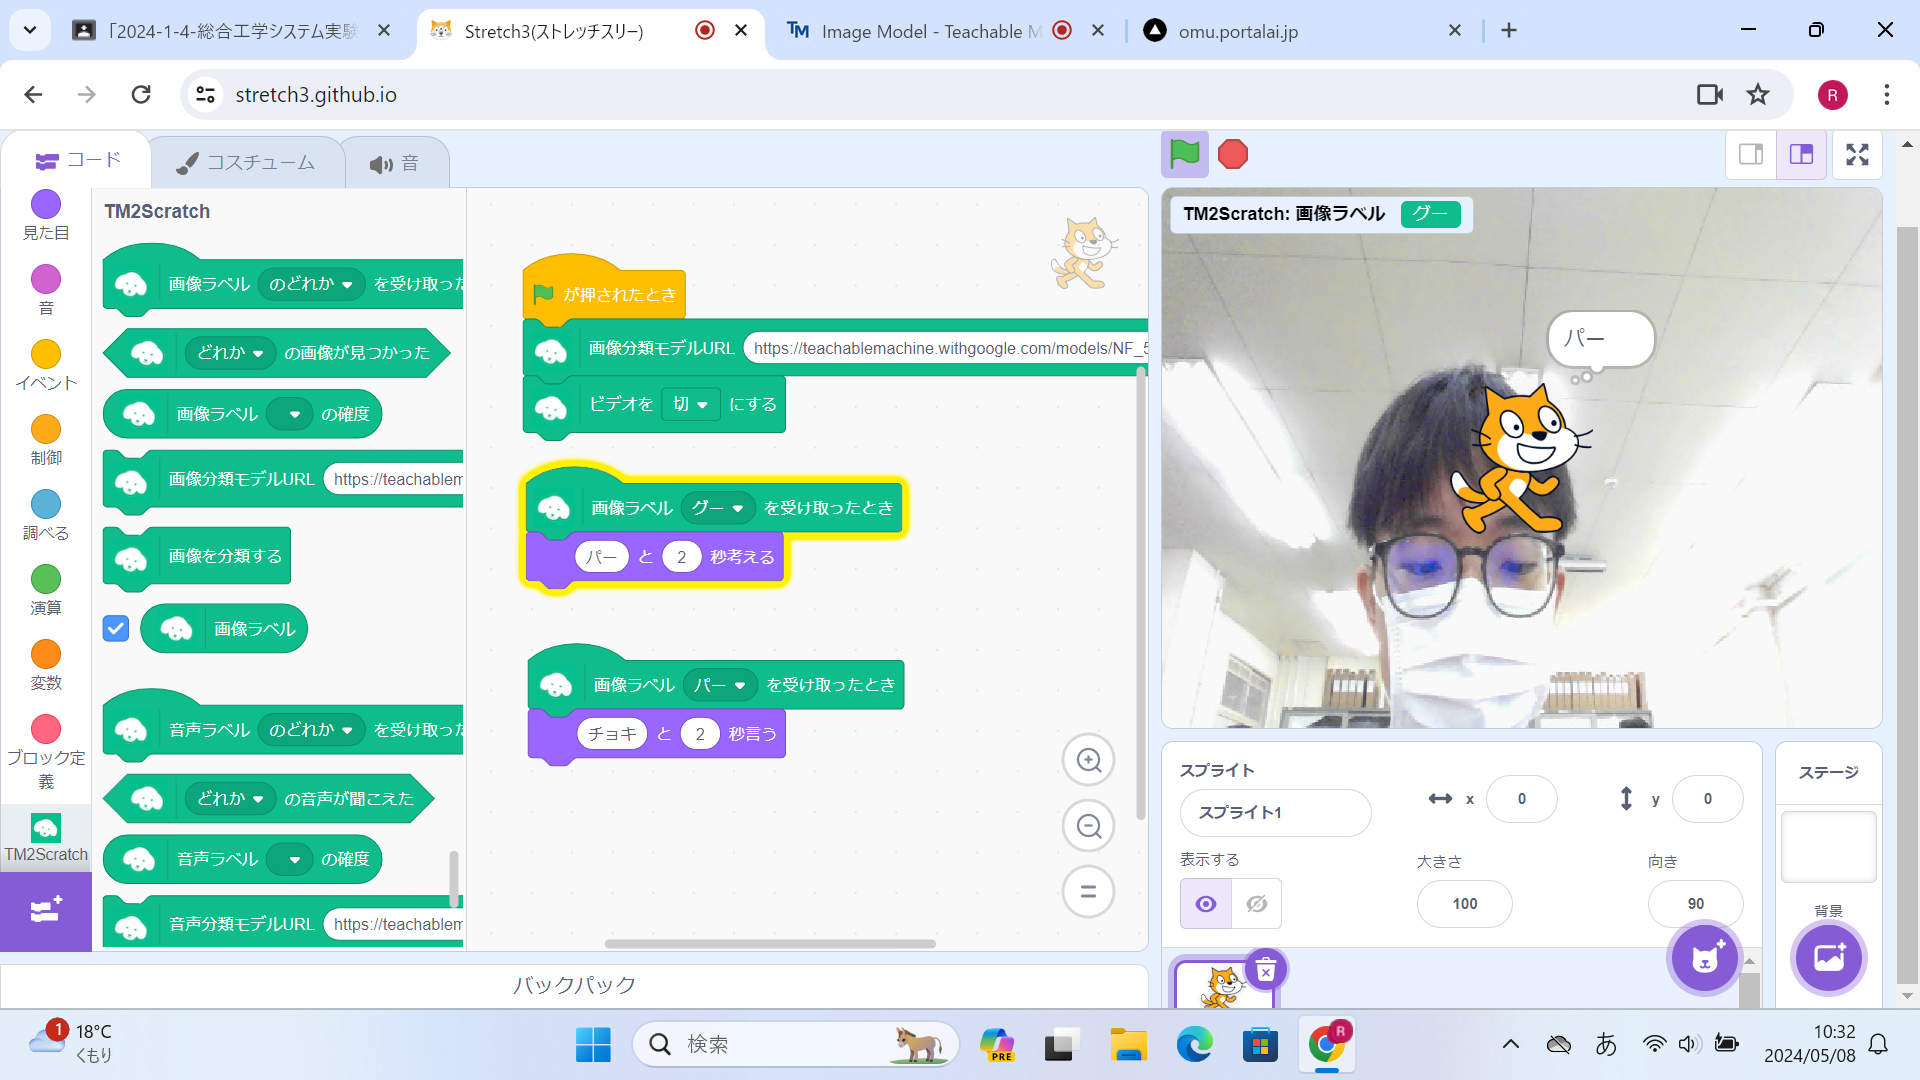 「2024-1-4-総合工学システム実験
Stretch3(ストレッチスリー)
TM Image Model - Teachable M
omu.portalai.jp
stretch3.github.io
R
コード
コスチューム
音
見た目
音
イベント
制御
調べる
演算
変数
ブロック定
義
TM2Scratch
TM2Scratch
画像ラベル のどれか を受け取った
どれか の画像が見つかった
画像ラベル の確度
画像分類モデルURL https://teachablem
画像を分類する
画像ラベル
音声ラベル のどれか を受け取った
どれか の音声が聞こえた
音声ラベル の確度
音声分類モデルURL https://teachablem
が押されたとき
画像分類モデルURL https://teachablemachine.withgoogle.com/models/NF_5
ビデオを 切 にする
画像ラベル グー を受け取ったとき
パー と 2 秒考える
画像ラベル パー を受け取ったとき
チョキ と 2 秒言う
バックパック
TM2Scratch: 画像ラベル グー
パー
スプライト
スプライト1
x 0
y 0
表示する
大きさ
100
向き
90
ステージ
背景
1
18°C
くもり
検索
PRE
R
あ
10:32
2024/05/08